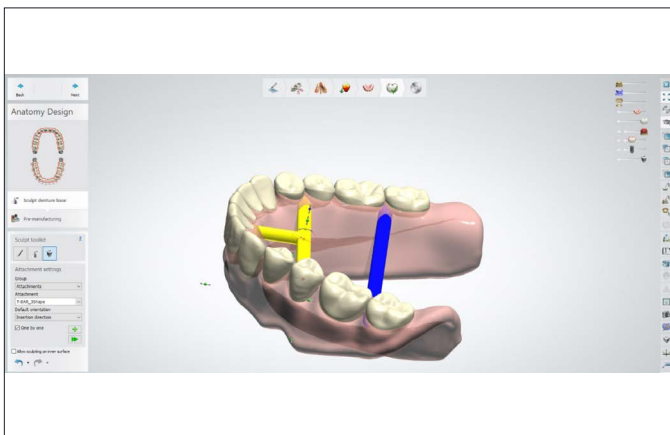 Back Next
Anatomy Design
Sculpt denture base
Pre-manufacturing
Sculpt toolkit
Attachment settings
Group
Attachments
Attachment
T-BAR_3Shape
Default orientation
Insertion direction
One by one
Allow sculpting on inner surface